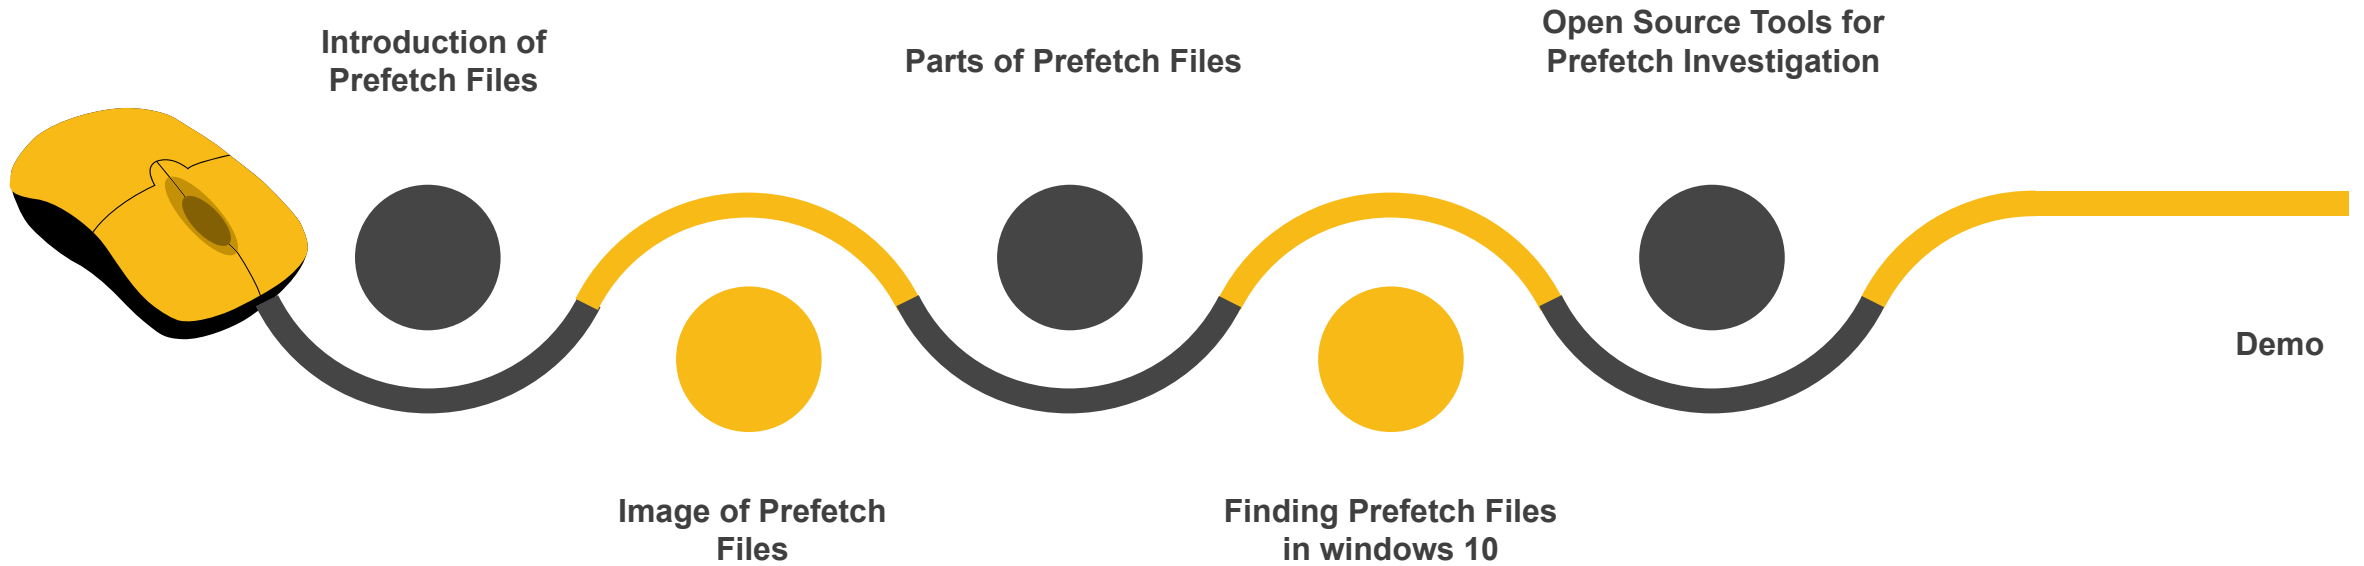 Introduction of
Prefetch Files
Image of Prefetch
Files
Parts of Prefetch Files
Finding Prefetch Files
in windows 10
Open Source Tools for
Prefetch Investigation
Demo